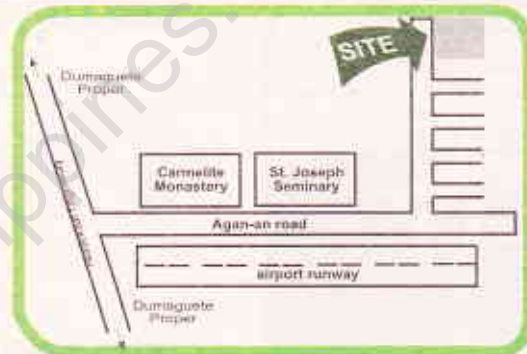 SITE
Dumaguete
Proper
Carmelite
Monastery
St. Joseph
Seminary
Agan-an road
airport runway
Dumaguete
Proper